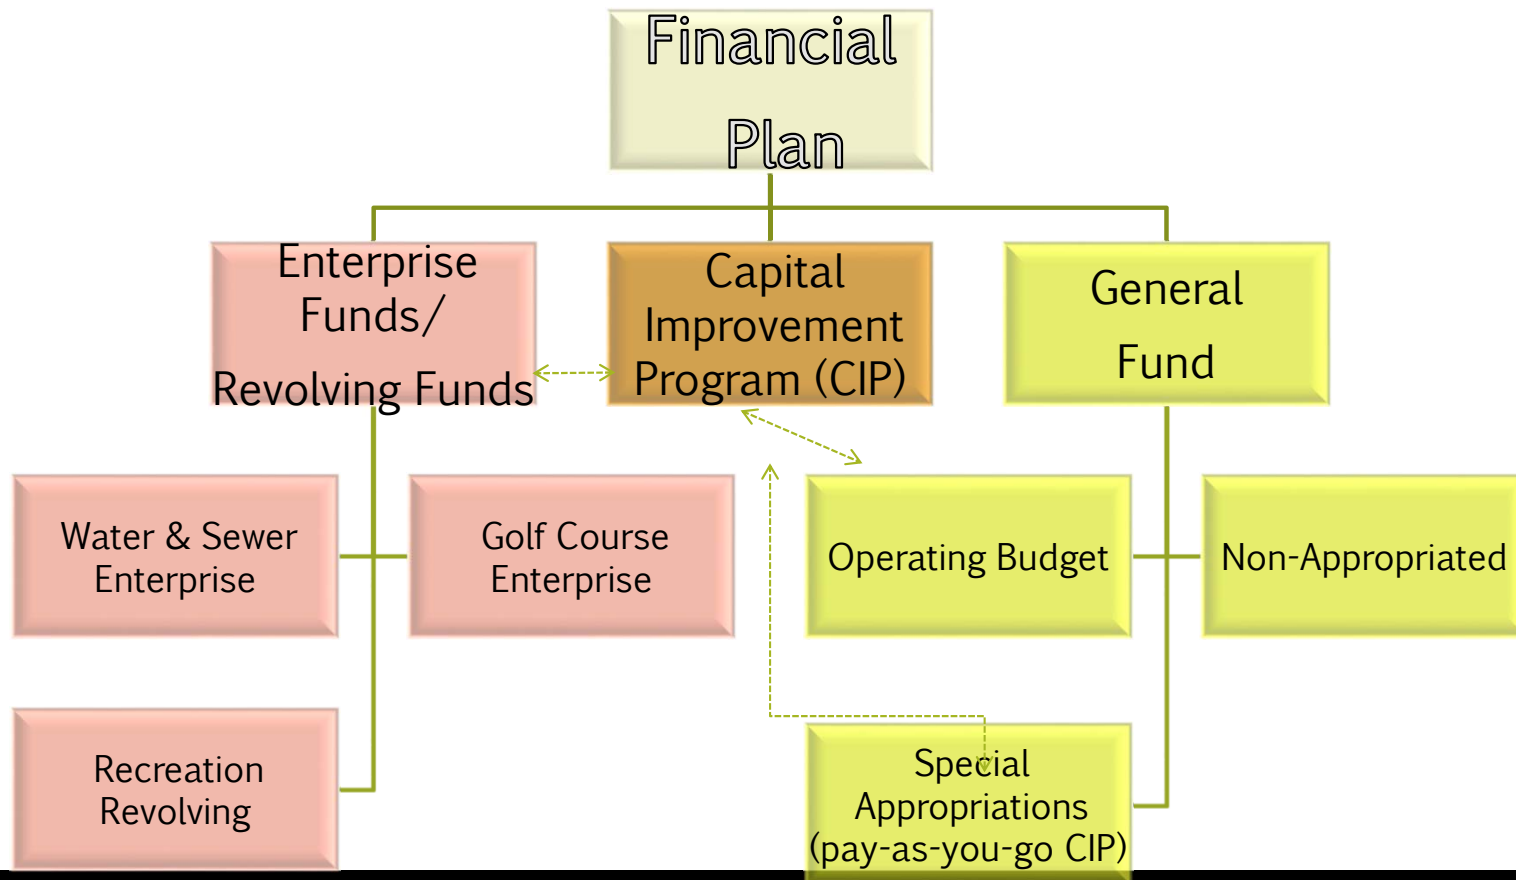 Financial
Plan
Enterprise
Funds/
Revolving Funds
Capital
Improvement
Program (CIP)
General
Fund
Water & Sewer
Enterprise
Golf Course
Enterprise
Operating Budget
Non-Appropriated
Recreation
Revolving
Special
Appropriations
(pay-as-you-go CIP)